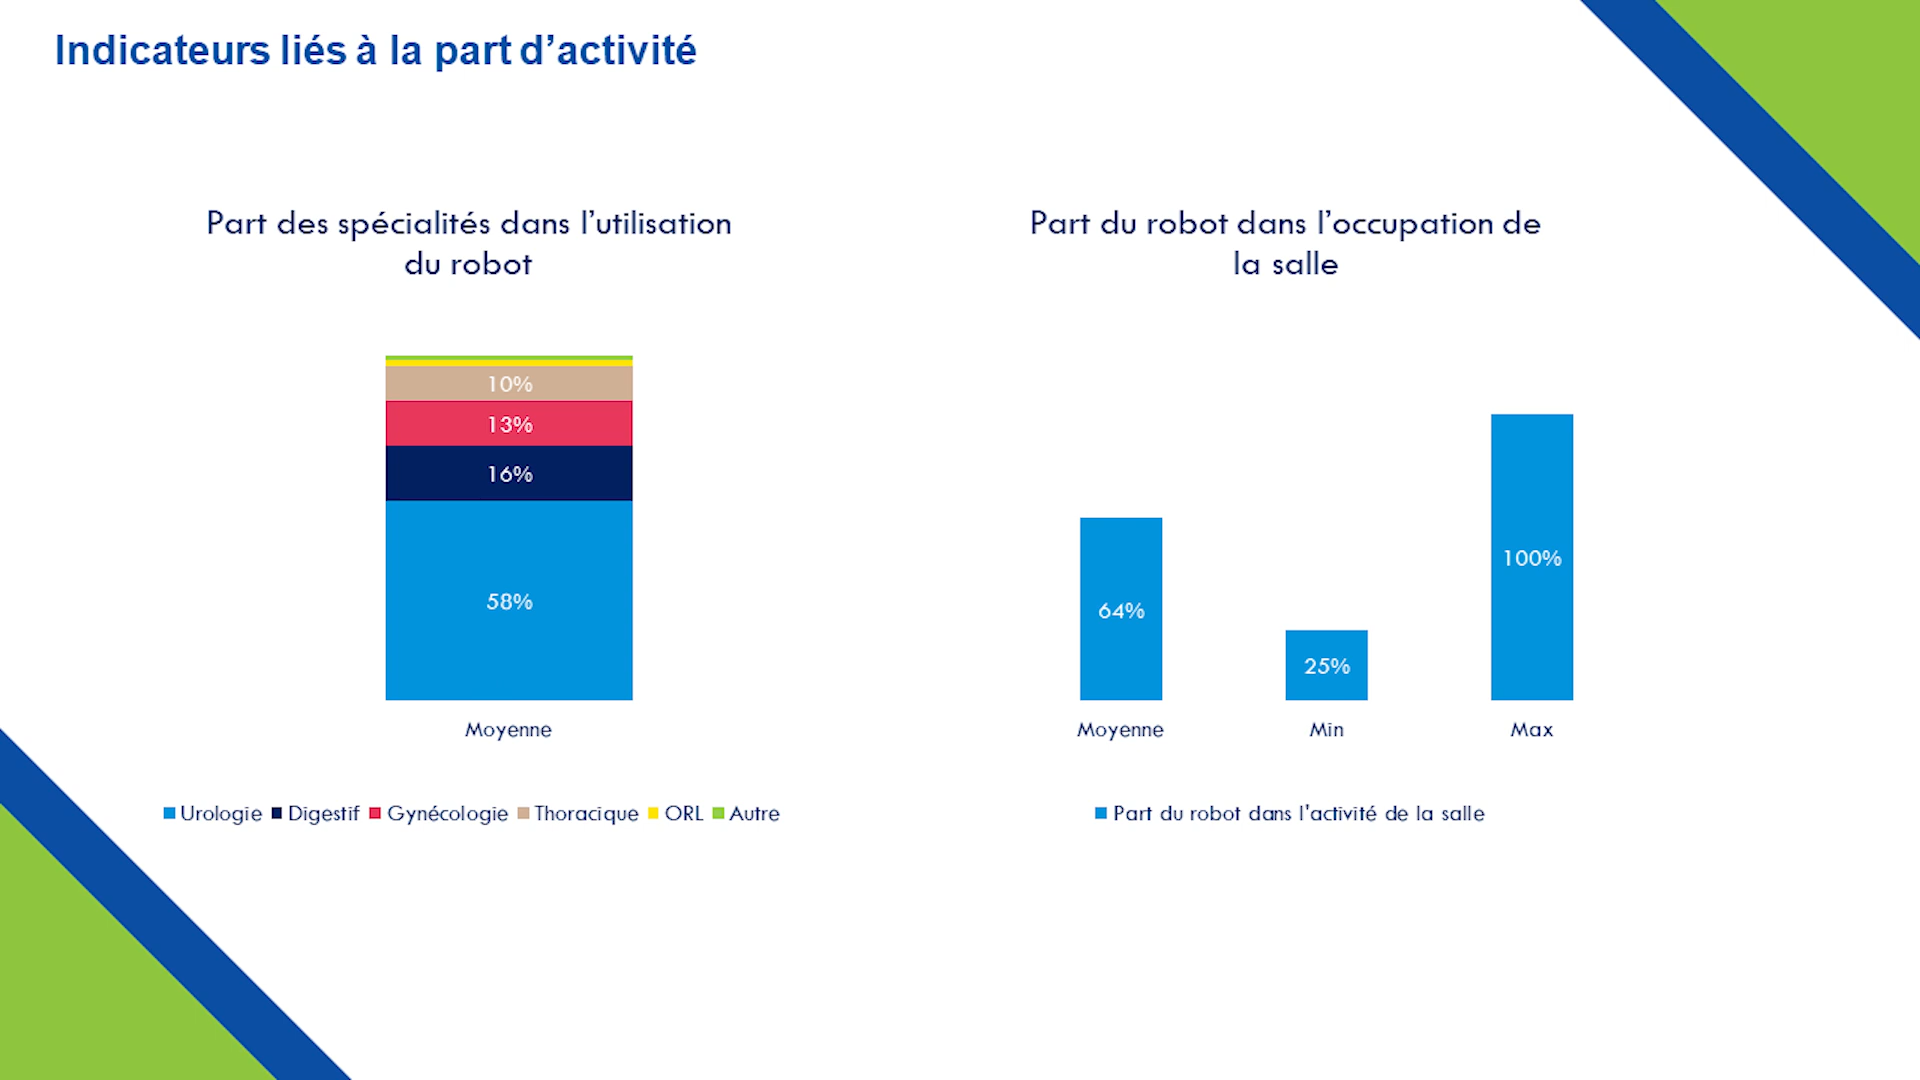 Indicateurs liés à la part d’activité
Part des spécialités dans l’utilisation
du robot
10%
13%
16%
58%
Moyenne
Urologie Digestif Gynécologie Thoracique ORL Autre
Part du robot dans l’occupation de
la salle
64%
25%
100%
Moyenne Min Max
Part du robot dans l'activité de la salle